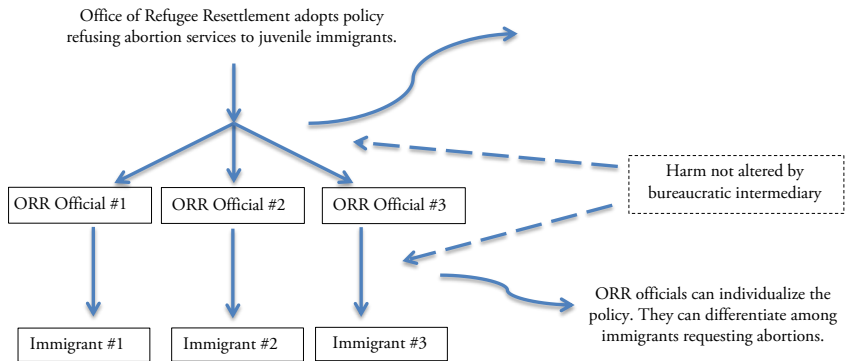 Office of Refugee Resettlement adopts policy
refusing abortion services to juvenile immigrants.
Harm not altered by
bureaucratic intermediary
ORR Official #1
ORR Official #2
ORR Official #3
ORR officials can individualize the
policy. They can differentiate among
immigrants requesting abortions.
Immigrant #1
Immigrant #2
Immigrant #3